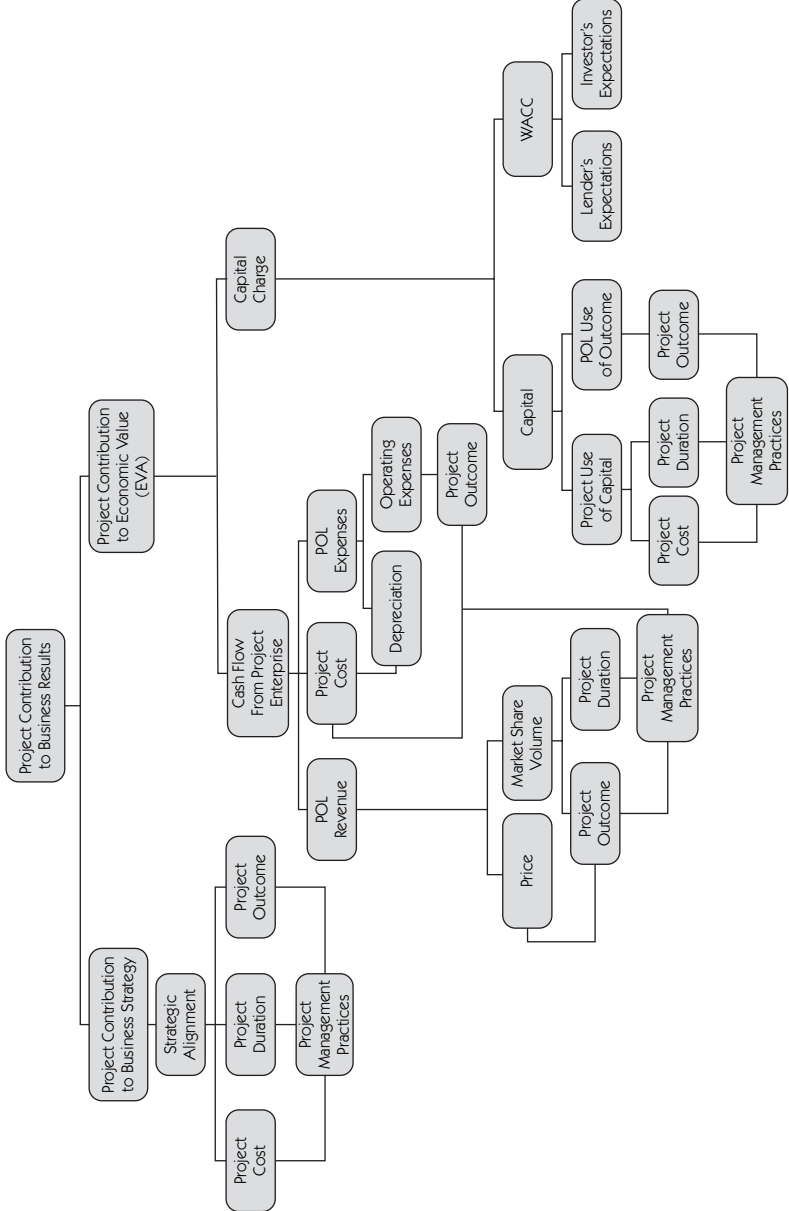 Project Contribution
to Business Results
Project Contribution
to Business Strategy
Strategic
Alignment
Project
Cost
Project
Duration
Project
Outcome
Project
Management
Practices
Project Contribution
to Economic Value
(EVA)
Cash Flow
From Project
Enterprise
POL
Revenue
Price
Market Share
Volume
Project
Outcome
Project
Duration
Project
Management
Practices
Project
Cost
POL
Expenses
Depreciation
Operating
Expenses
Project
Outcome
Capital
Charge
Capital
Project Use
of Capital
Project
Cost
Project
Duration
POL Use
of Outcome
Project
Outcome
Project
Management
Practices
WACC
Lender's
Expectations
Investor's
Expectations